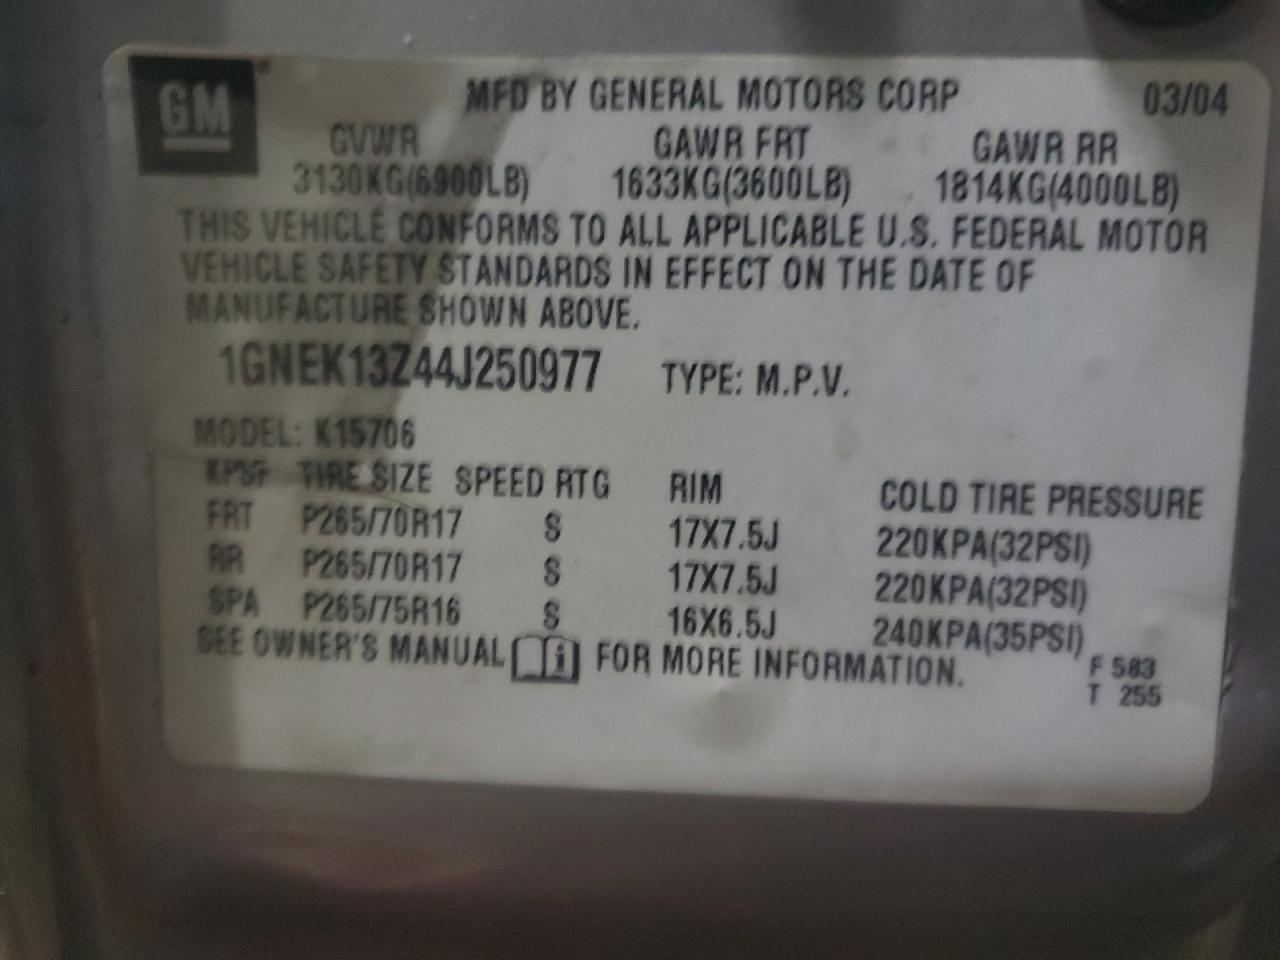 GM
MFD BY GENERAL MOTORS CORP 03/04
GVWR GAWR FRT GAWR RR
3130KG(6900LB) 1633KG(3600LB) 1814KG(4000LB)
THIS VEHICLE CONFORMS TO ALL APPLICABLE U.S. FEDERAL MOTOR
VEHICLE SAFETY STANDARDS IN EFFECT ON THE DATE OF
MANUFACTURE SHOWN ABOVE.
1GNEK13Z44J250977 TYPE: M.P.V.
MODEL: K15706
TIRE SIZE SPEED RTG RIM COLD TIRE PRESSURE
FRT P265/70R17 S 17X7.5J 220KPA(32PSI)
RR P265/70R17 S 17X7.5J 220KPA(32PSI)
SPA P265/75R16 S 16X6.5J 240KPA(35PSI)
SEE OWNER'S MANUAL i FOR MORE INFORMATION.
F 583
T 255